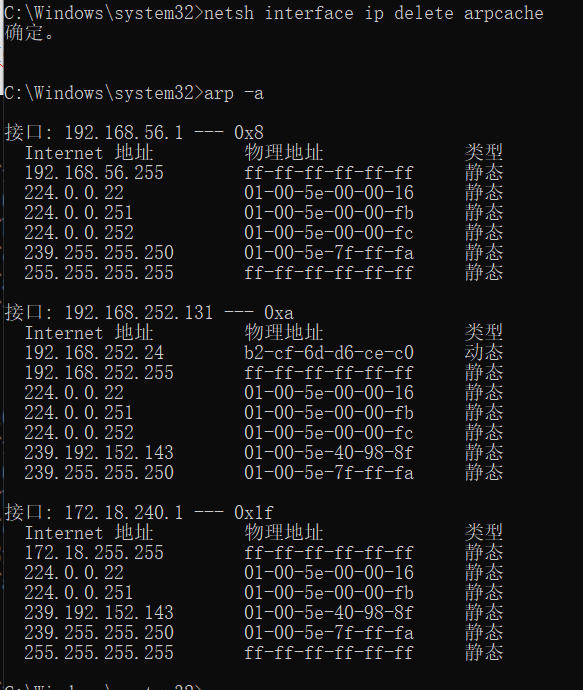 C:\Windows\system32>netsh interface ip delete arpcache
确定。
C:\Windows\system32>arp -a
接口: 192.168.56.1 --- 0x8
Internet 地址 物理地址 类型
192.168.56.255 ff-ff-ff-ff-ff-ff 静态
224.0.0.22 01-00-5e-00-00-16 静态
224.0.0.251 01-00-5e-00-00-fb 静态
224.0.0.252 01-00-5e-00-00-fc 静态
239.255.255.250 01-00-5e-7f-ff-fa 静态
255.255.255.255 ff-ff-ff-ff-ff-ff 静态
接口: 192.168.252.131 --- 0xa
Internet 地址 物理地址 类型
192.168.252.24 b2-cf-6d-d6-ce-c0 动态
192.168.252.255 ff-ff-ff-ff-ff-ff 静态
224.0.0.22 01-00-5e-00-00-16 静态
224.0.0.251 01-00-5e-00-00-fb 静态
224.0.0.252 01-00-5e-00-00-fc 静态
239.192.152.143 01-00-5e-40-98-8f 静态
239.255.255.250 01-00-5e-7f-ff-fa 静态
接口: 172.18.240.1 --- 0x1f
Internet 地址 物理地址 类型
172.18.255.255 ff-ff-ff-ff-ff-ff 静态
224.0.0.22 01-00-5e-00-00-16 静态
224.0.0.251 01-00-5e-00-00-fb 静态
239.192.152.143 01-00-5e-40-98-8f 静态
239.255.255.250 01-00-5e-7f-ff-fa 静态
255.255.255.255 ff-ff-ff-ff-ff-ff 静态
C:\Windows\system32>